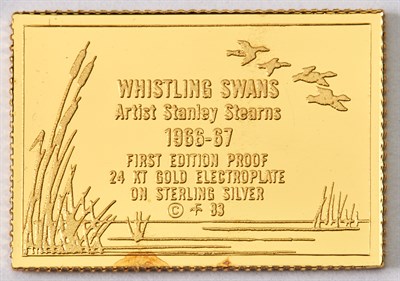 WHISTLING SWANS
Artist Stanley Stearns
1966-67
FIRST EDITION PROOF
24 KT GOLD ELECTROPLATE
ON STERLING SILVER
© F 83